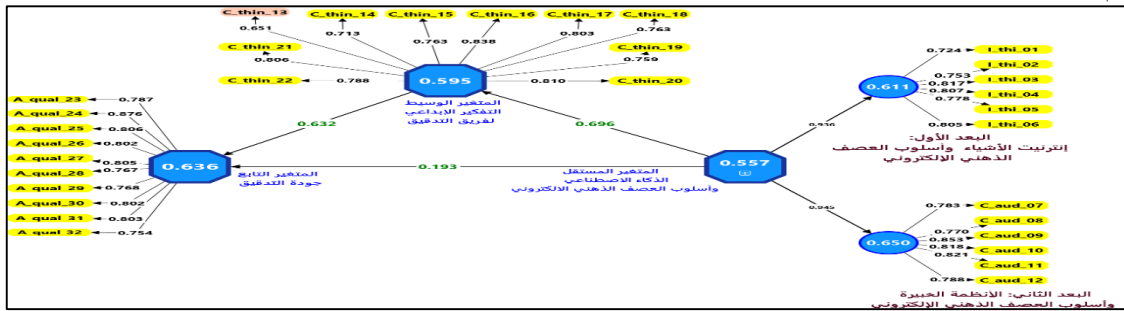 C_thin_13
C_thin_14
C_thin_15
C_thin_16
C_thin_17
C_thin_18
0.651
0.713
0.763
0.838
0.803
0.763
C_thin_21
0.806
C_thin_19
0.759
C_thin_22
0.788
0.595
0.810
C_thin_20
المتغير الوسيط
التفكير الإبداعي
لفريق التدقيق
0.632
0.696
A_qual_23
0.787
A_qual_24
0.876
A_qual_25
0.806
A_qual_26
0.802
A_qual_27
0.805
A_qual_28
0.767
A_qual_29
0.768
A_qual_30
0.802
A_qual_31
0.803
A_qual_32
0.754
0.636
المتغير التابع
جودة التدقيق
0.193
0.557
المتغير المستقل
الذكاء الاصطناعي
وأسلوب العصف الذهني الالكتروني
0.611
0.724
I_thi_01
0.753
I_thi_02
0.817
I_thi_03
0.807
I_thi_04
0.778
I_thi_05
0.805
I_thi_06
البعد الأول:
إنترنيت الأشياء وأسلوب العصف
الذهني الإلكتروني
0.945
0.650
0.783
C_aud_07
0.770
C_aud_08
0.853
C_aud_09
0.818
C_aud_10
0.821
C_aud_11
0.788
C_aud_12
البعد الثاني: الأنظمة الخبيرة
وأسلوب العصف الذهني الإلكتروني